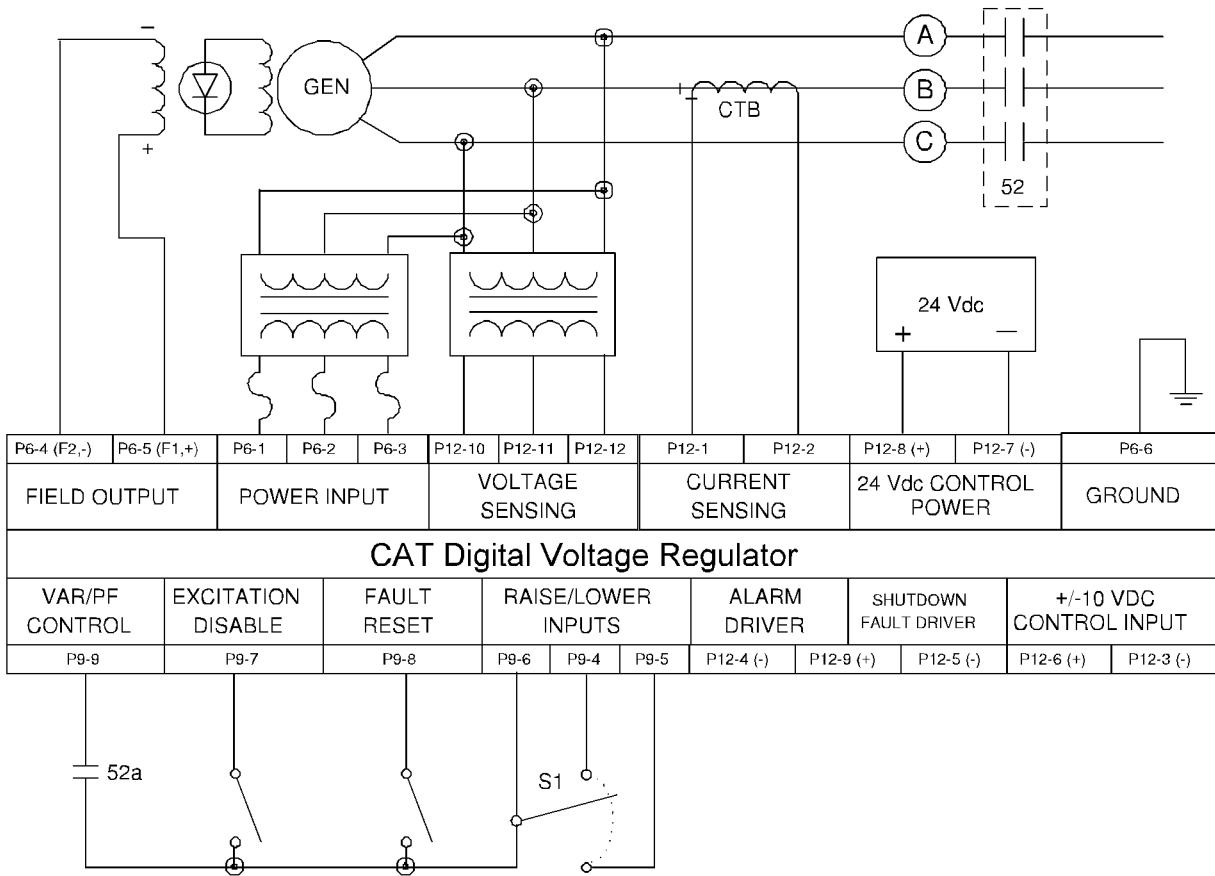 −
+
GEN
A
B
C
+
−
CTB
52
24 Vdc
+ −
P6-4 (F2,-) P6-5 (F1,+) P6-1 P6-2 P6-3 P12-10 P12-11 P12-12 P12-1 P12-2 P12-8 (+) P12-7 (-) P6-6
FIELD OUTPUT POWER INPUT VOLTAGE SENSING CURRENT SENSING 24 Vdc CONTROL POWER GROUND
CAT Digital Voltage Regulator
VAR/PF CONTROL EXCITATION DISABLE FAULT RESET RAISE/LOWER INPUTS ALARM DRIVER SHUTDOWN FAULT DRIVER +/-10 VDC CONTROL INPUT
P9-9 P9-7 P9-8 P9-6 P9-4 P9-5 P12-4 (-) P12-9 (+) P12-5 (-) P12-6 (+) P12-3 (-)
52a
S1